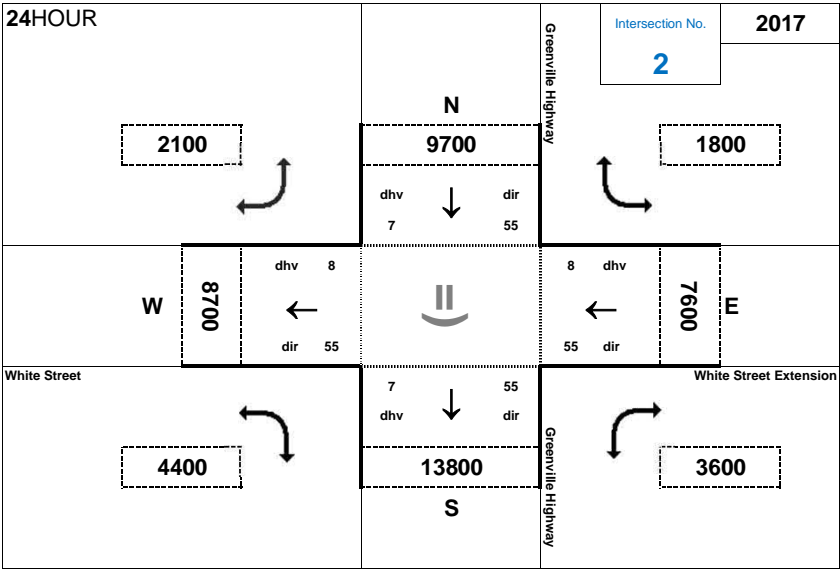 24HOUR
Intersection No.
2017
2
Greenville Highway
N
2100
9700
1800
dhv
dir
7
55
dhv 8
8 dhv
W
8700
7600
E
dir 55
55 dir
White Street
White Street Extension
7
55
dhv
dir
4400
13800
3600
Greenville Highway
S